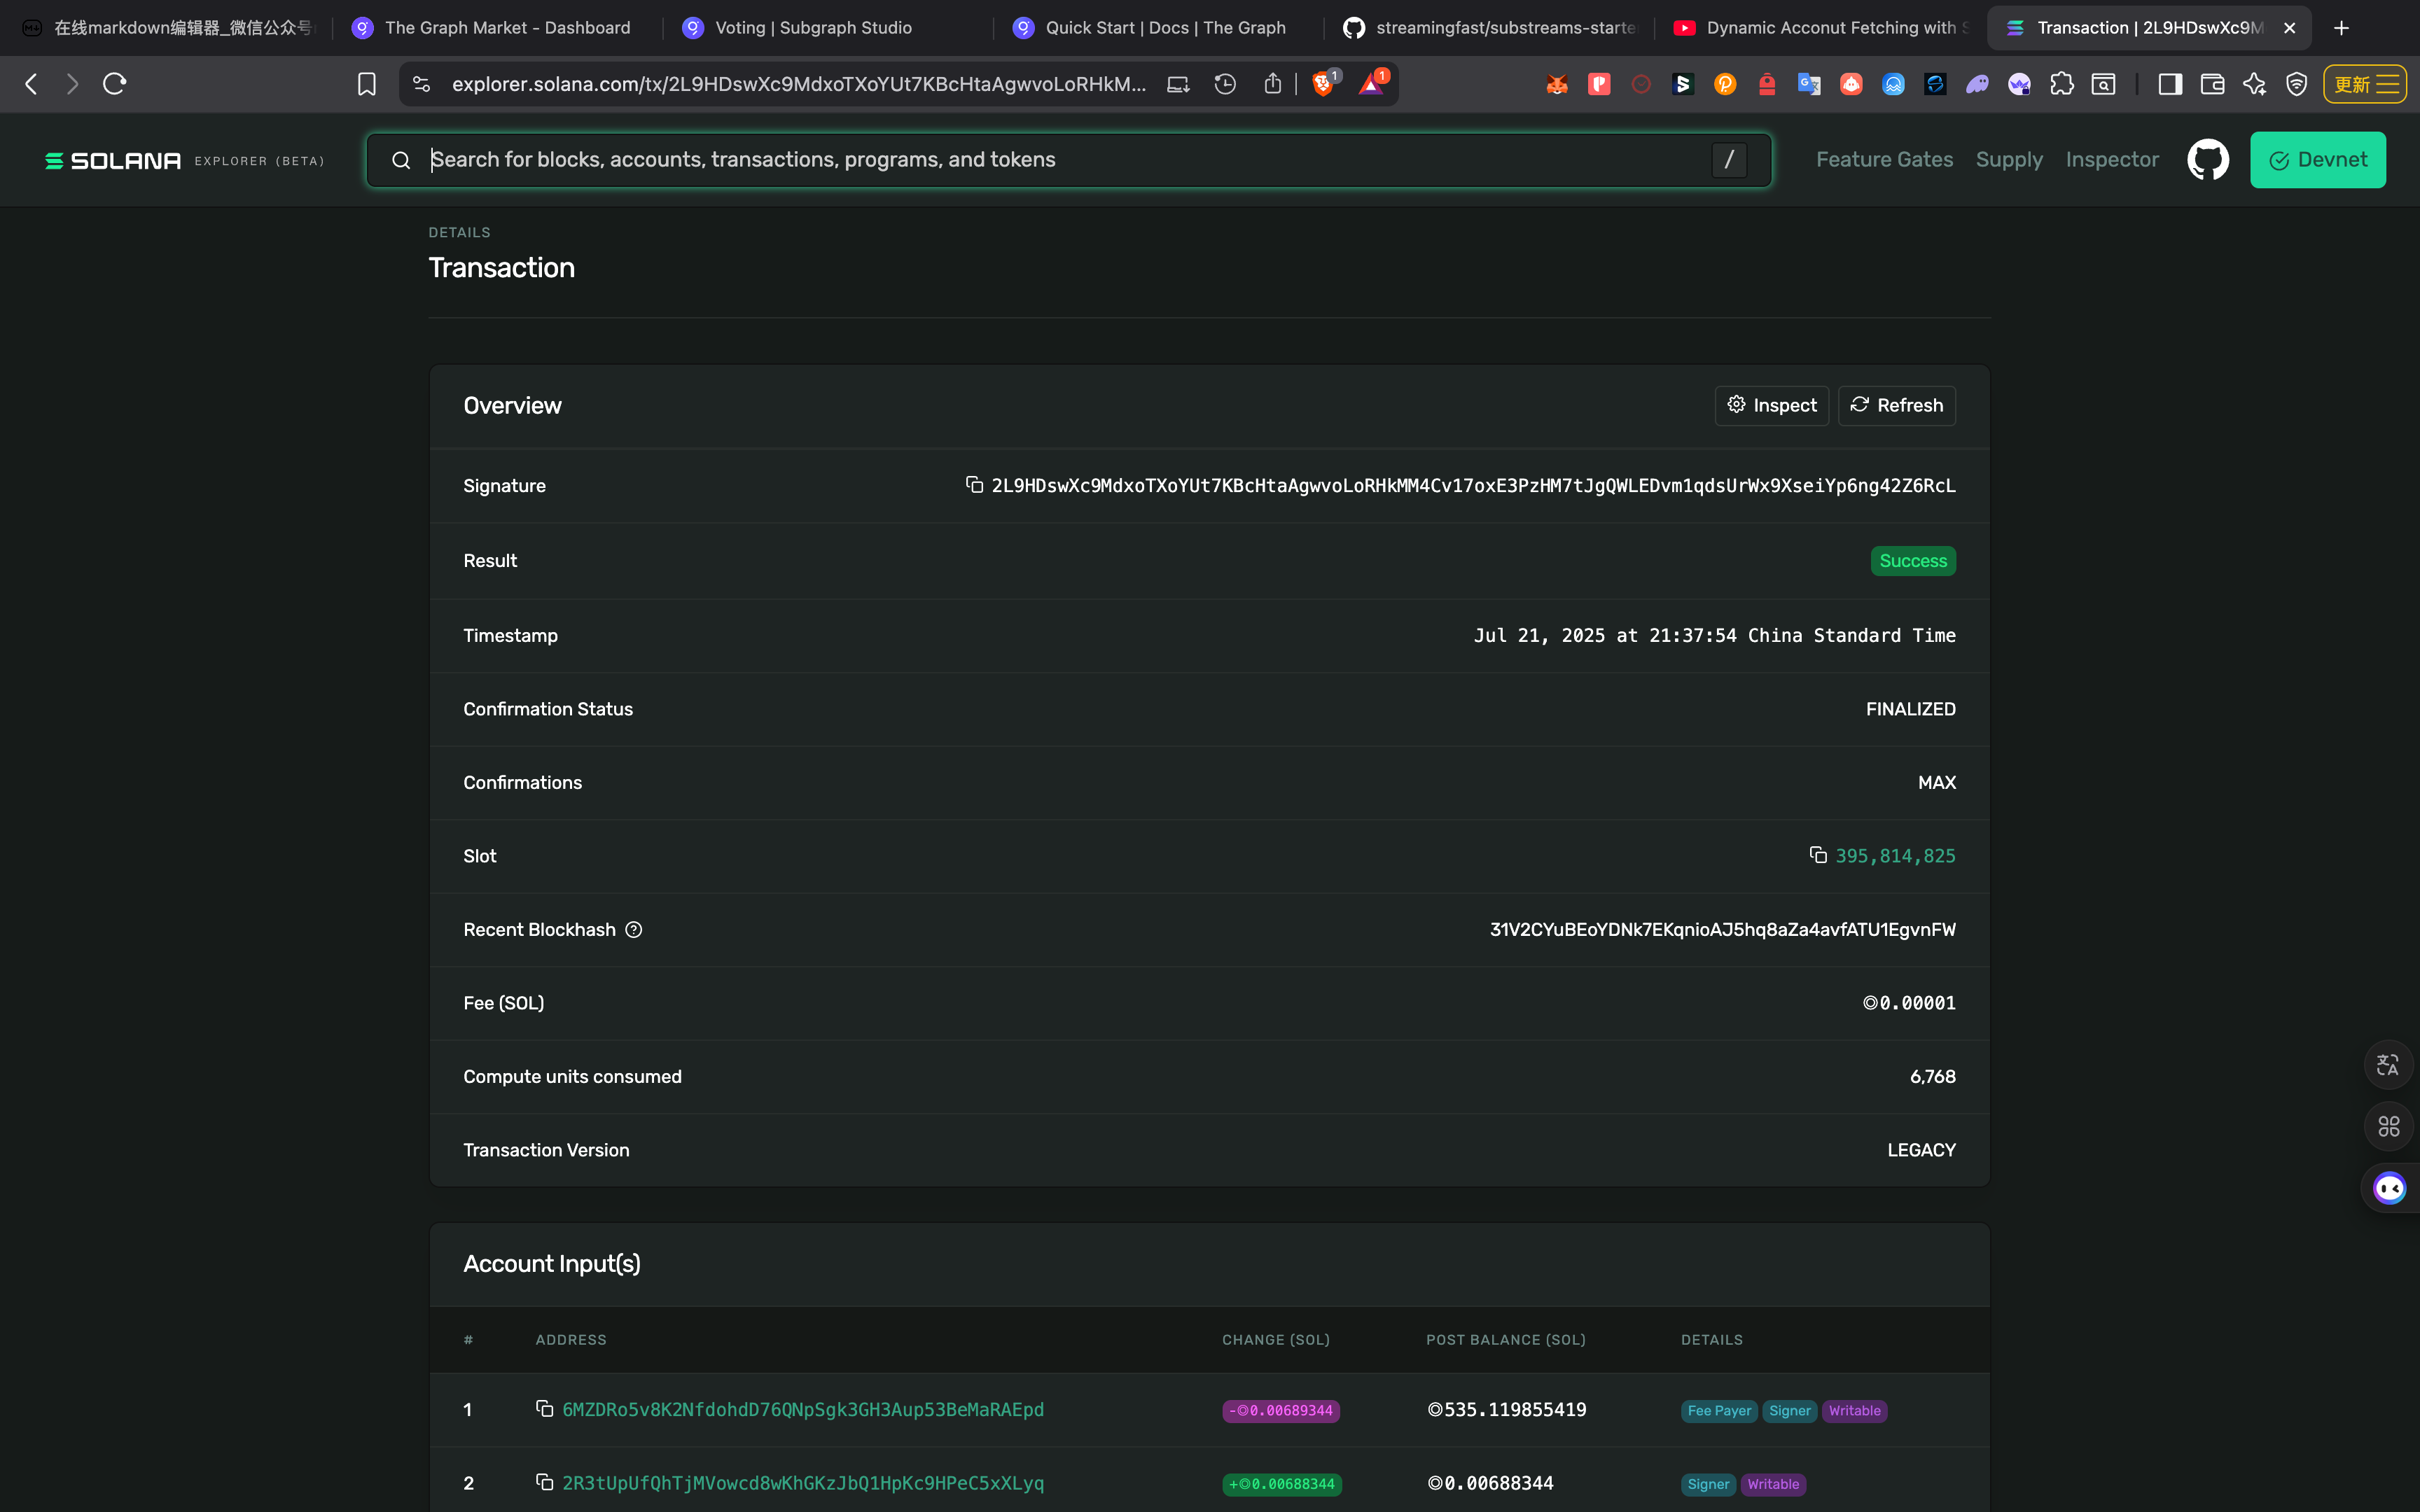 在线markdown编辑器_微信公众号
The Graph Market - Dashboard
Voting | Subgraph Studio
Quick Start | Docs | The Graph
streamingfast/substreams-starte
Dynamic Acconut Fetching with S
Transaction | 2L9HDswXc9M
explorer.solana.com/tx/2L9HDswXc9MdxoTXoYUt7KBcHtaAgwvoLoRHkM...
1
1
更新
SOLANA EXPLORER (BETA)
Search for blocks, accounts, transactions, programs, and tokens
/
Feature Gates
Supply
Inspector
Devnet
DETAILS
Transaction
Overview
Inspect
Refresh
Signature 2L9HDswXc9MdxoTXoYUt7KBcHtaAgwvoLoRHkMM4Cv17oxE3PzHM7tJgQWLEDvm1qdsUrWx9XseiYp6ng42Z6RcL
Result Success
Timestamp Jul 21, 2025 at 21:37:54 China Standard Time
Confirmation Status FINALIZED
Confirmations MAX
Slot 395,814,825
Recent Blockhash 31V2CYuBEoYDNk7EKqnioAJ5hq8aZa4avfATU1EgvnFW
Fee (SOL) ◎0.00001
Compute units consumed 6,768
Transaction Version LEGACY
Account Input(s)
# ADDRESS CHANGE (SOL) POST BALANCE (SOL) DETAILS
1 6MZDRo5v8K2NfdohdD76QNpSgk3GH3Aup53BeMaRAEpd -◎0.00689344 ◎535.119855419 Fee Payer Signer Writable
2 2R3tUpUfQhTjMVowcd8wKhGKzJbQ1HpKc9HPeC5xXLyq +◎0.00688344 ◎0.00688344 Signer Writable